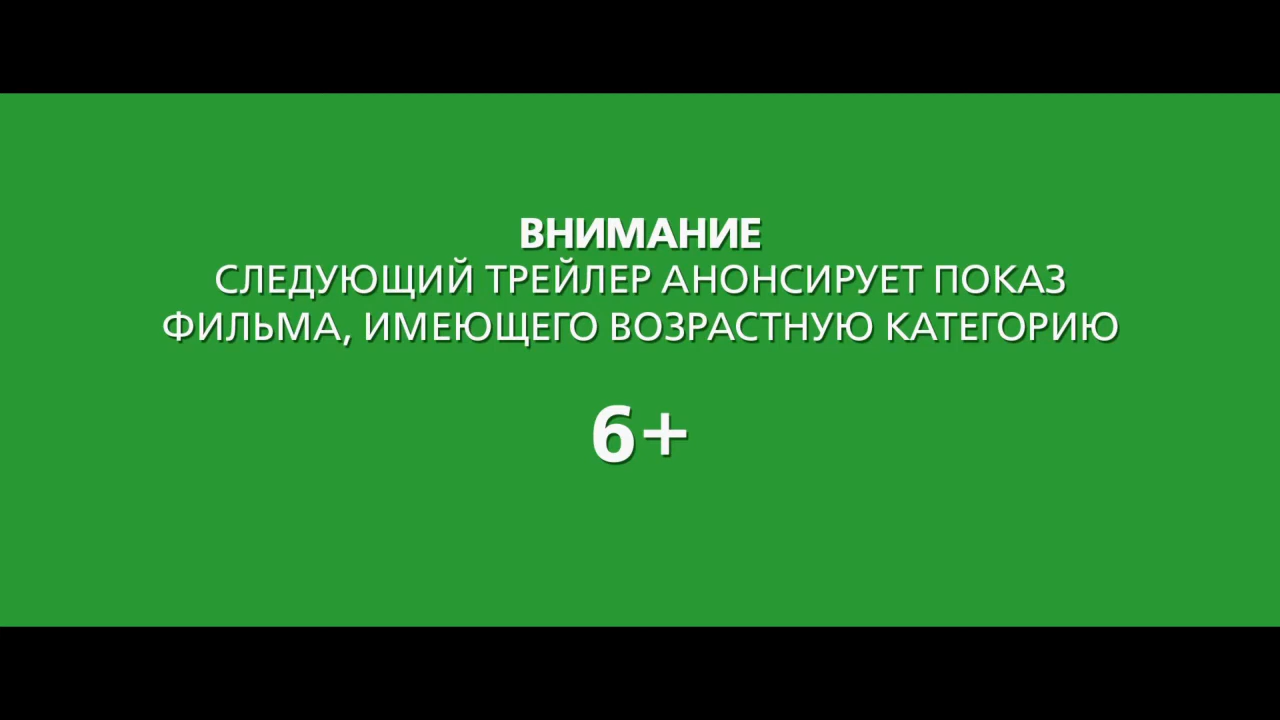 ВНИМАНИЕ
СЛЕДУЮЩИЙ ТРЕЙЛЕР АНОНСИРУЕТ ПОКАЗ
ФИЛЬМА, ИМЕЮЩЕГО ВОЗРАСТНУЮ КАТЕГОРИЮ
6+